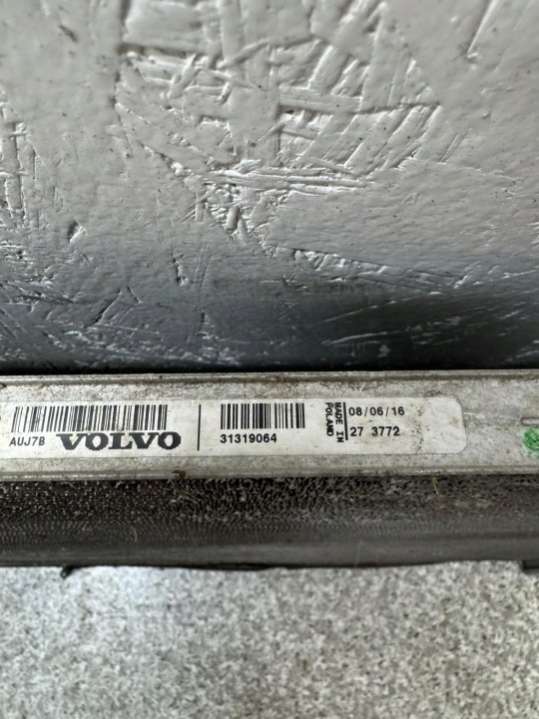 AUJ7B VOLVO
31319064
MADE IN
POLAND
08/06/16
27 3772